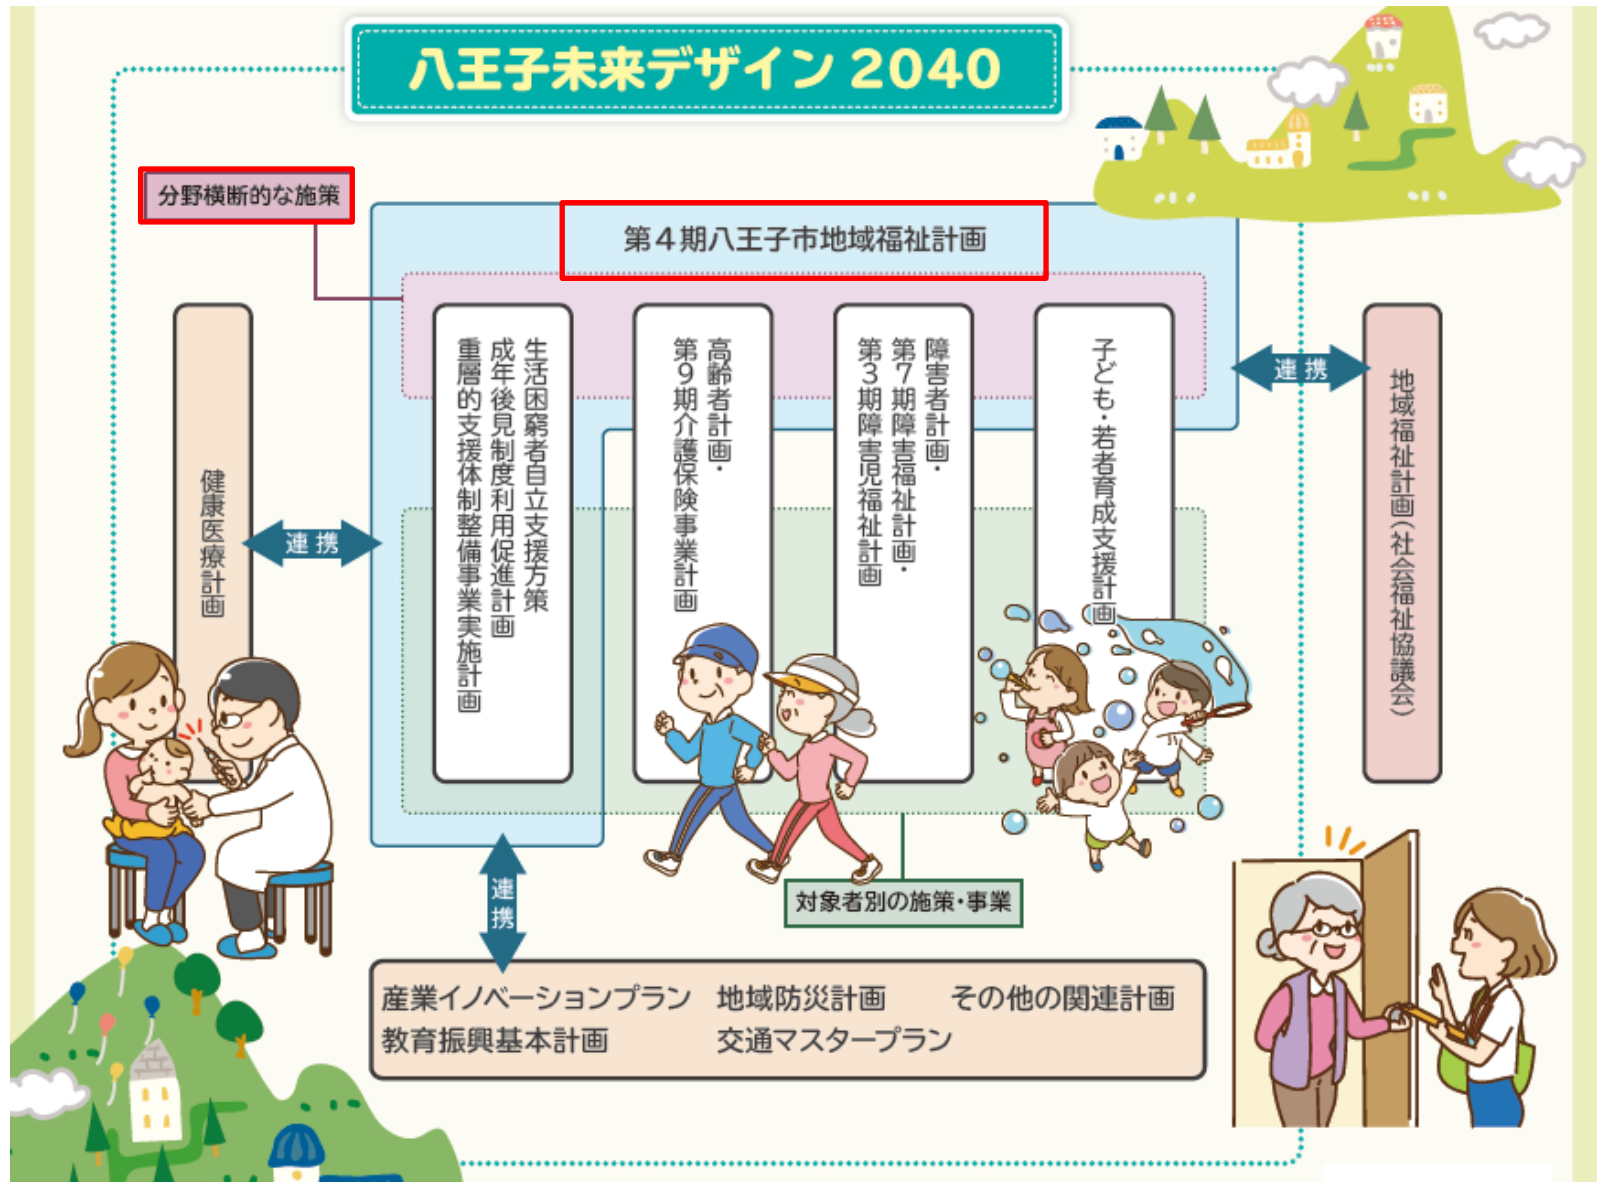 八王子未来デザイン 2040
分野横断的な施策
第4期八王子市地域福祉計画
健康医療計画
連携
生活困窮者自立支援方策
成年後見制度利用促進計画
重層的支援体制整備事業実施計画
高齢者計画・
第9期介護保険事業計画
障害者計画・
第7期障害福祉計画・
第3期障害児福祉計画
子ども・若者育成支援計画
連携
地域福祉計画(社会福祉協議会)
連携
対象者別の施策・事業
産業イノベーションプラン 地域防災計画 その他の関連計画
教育振興基本計画 交通マスタープラン